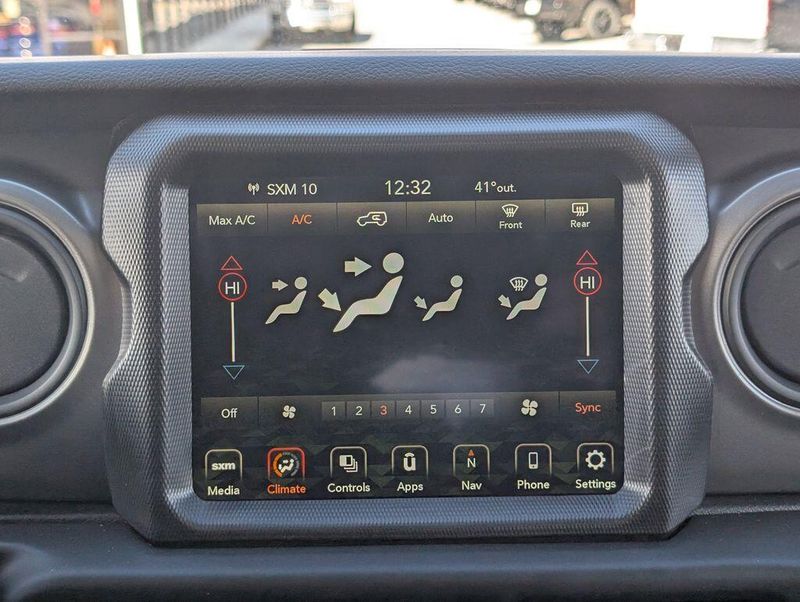 SXM 10 12:32 41°out.
Max A/C A/C Auto Front Rear
HI HI
Off 1 2 3 4 5 6 7 Sync
sxm û N
Media Climate Controls Apps Nav Phone Settings